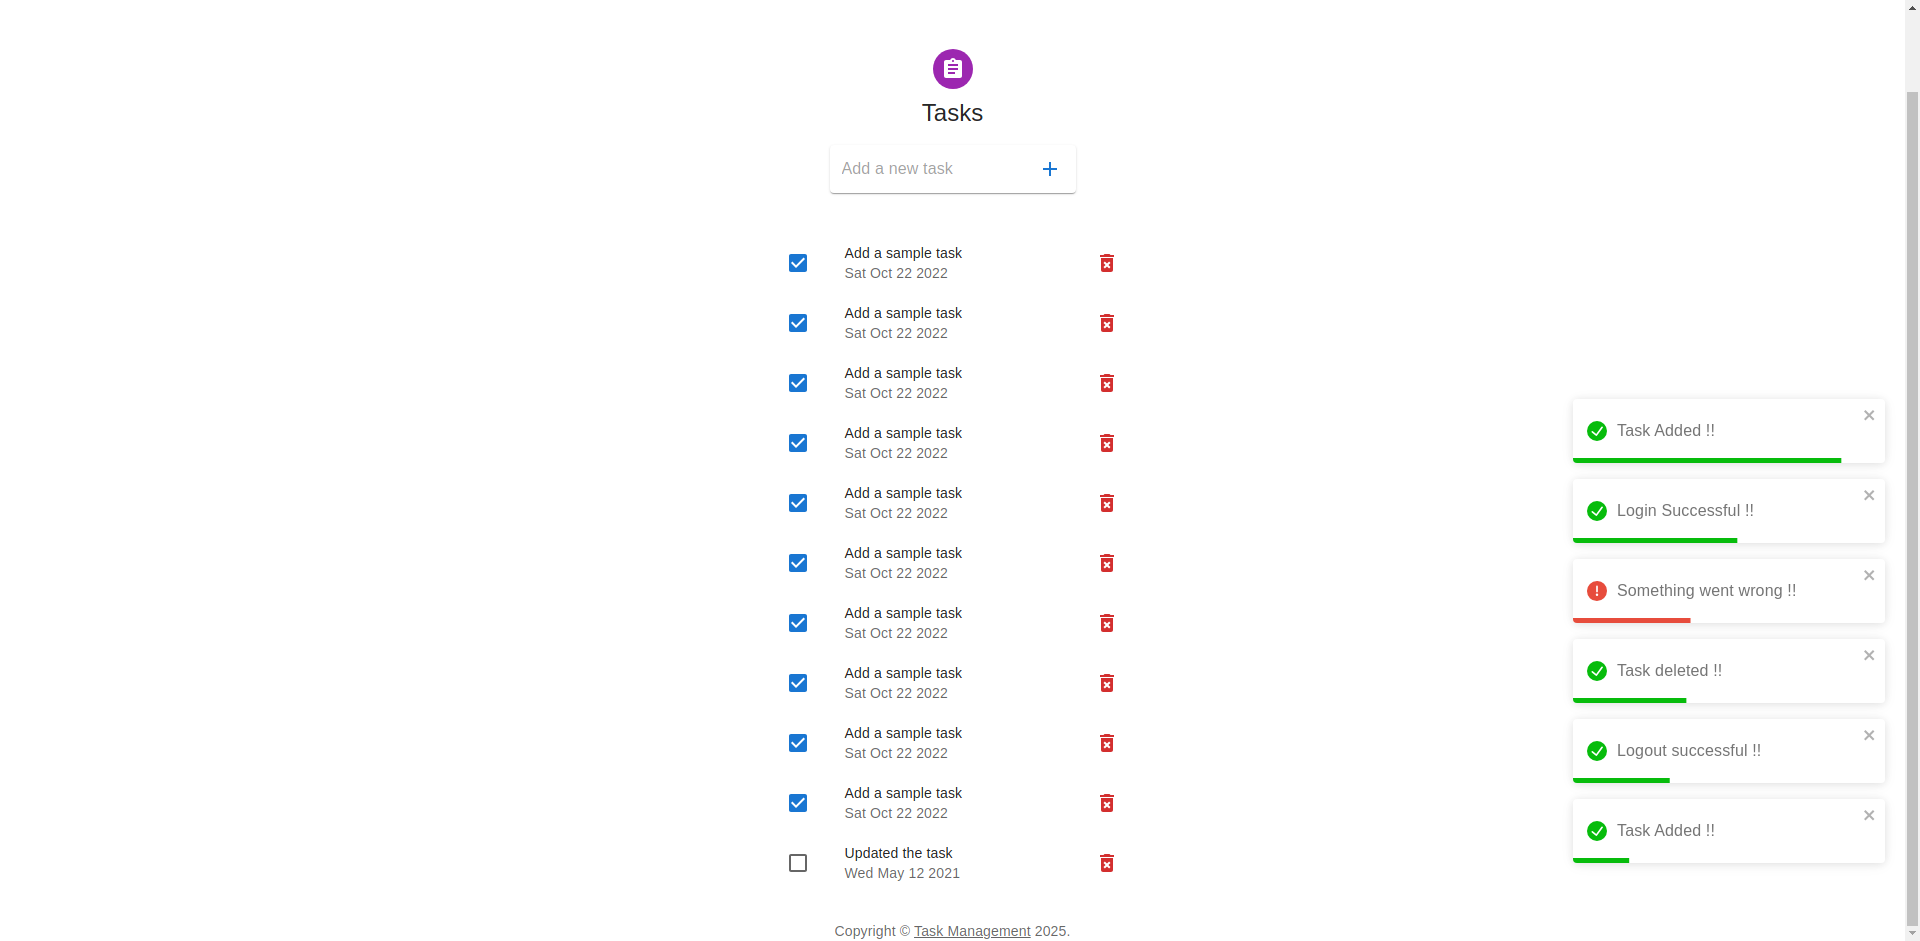 Tasks
Add a new task
Add a sample task
Sat Oct 22 2022
Add a sample task
Sat Oct 22 2022
Add a sample task
Sat Oct 22 2022
Add a sample task
Sat Oct 22 2022
Add a sample task
Sat Oct 22 2022
Add a sample task
Sat Oct 22 2022
Add a sample task
Sat Oct 22 2022
Add a sample task
Sat Oct 22 2022
Add a sample task
Sat Oct 22 2022
Add a sample task
Sat Oct 22 2022
Updated the task
Wed May 12 2021
Copyright © Task Management 2025.
Task Added !!
Login Successful !!
Something went wrong !!
Task deleted !!
Logout successful !!
Task Added !!